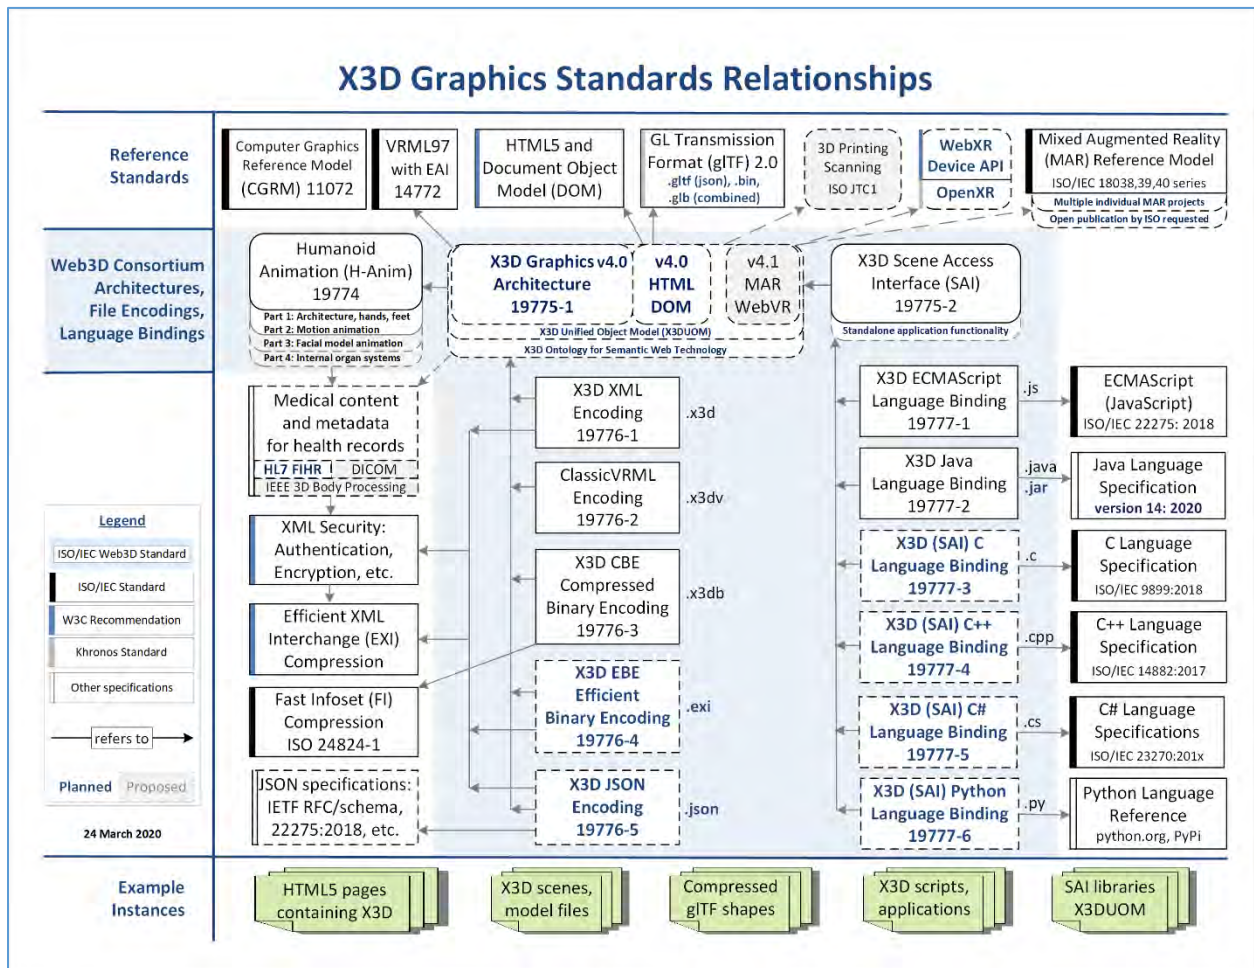 X3D Graphics Standards Relationships
Reference
Standards
Computer Graphics
Reference Model
(CGRM) 11072
VRML97
with EAI
14772
HTML5 and
Document Object
Model (DOM)
GL Transmission
Format (glTF) 2.0
.gltf (json), .bin,
.glb (combined)
3D Printing
Scanning
ISO JTC1
WebXR
Device API
OpenXR
Mixed Augmented Reality
(MAR) Reference Model
ISO/IEC 18038,39,40 series
Multiple individual MAR projects
Open publication by ISO requested
Web3D Consortium
Architectures,
File Encodings,
Language Bindings
Humanoid
Animation (H-Anim)
19774
Part 1: Architecture, hands, feet
Part 2: Motion animation
Part 3: Facial model animation
Part 4: Internal organ systems
X3D Graphics v4.0
Architecture
19775-1
v4.0
HTML
DOM
v4.1
MAR
WebVR
X3D Unified Object Model (X3DUOM)
X3D Ontology for Semantic Web Technology
X3D Scene Access
Interface (SAI)
19775-2
Standalone application functionality
Medical content
and metadata
for health records
HL7 FIHR
DICOM
IEEE 3D Body Processing
XML Security:
Authentication,
Encryption, etc.
Efficient XML
Interchange (EXI)
Compression
Fast Infoset (FI)
Compression
ISO 24824-1
JSON specifications:
IETF RFC/schema,
22275:2018, etc.
X3D XML
Encoding
19776-1
.x3d
ClassicVRML
Encoding
19776-2
.x3dv
X3D CBE
Compressed
Binary Encoding
19776-3
.x3db
X3D EBE
Efficient
Binary Encoding
19776-4
.exi
X3D JSON
Encoding
19776-5
.json
X3D ECMAScript
Language Binding
19777-1
.js
ECMAScript
(JavaScript)
ISO/IEC 22275: 2018
X3D Java
Language Binding
19777-2
.java
.jar
Java Language
Specification
version 14: 2020
X3D (SAI) C
Language Binding
19777-3
.c
C Language
Specification
ISO/IEC 9899:2018
X3D (SAI) C++
Language Binding
19777-4
.cpp
C++ Language
Specification
ISO/IEC 14882:2017
X3D (SAI) C#
Language Binding
19777-5
.cs
C# Language
Specifications
ISO/IEC 23270:201x
X3D (SAI) Python
Language Binding
19777-6
.py
Python Language
Reference
python.org, PyPi
Legend
ISO/IEC Web3D Standard
ISO/IEC Standard
W3C Recommendation
Khronos Standard
Other specifications
refers to
Planned
Proposed
24 March 2020
Example
Instances
HTML5 pages
containing X3D
X3D scenes,
model files
Compressed
glTF shapes
X3D scripts,
applications
SAI libraries
X3DUOM